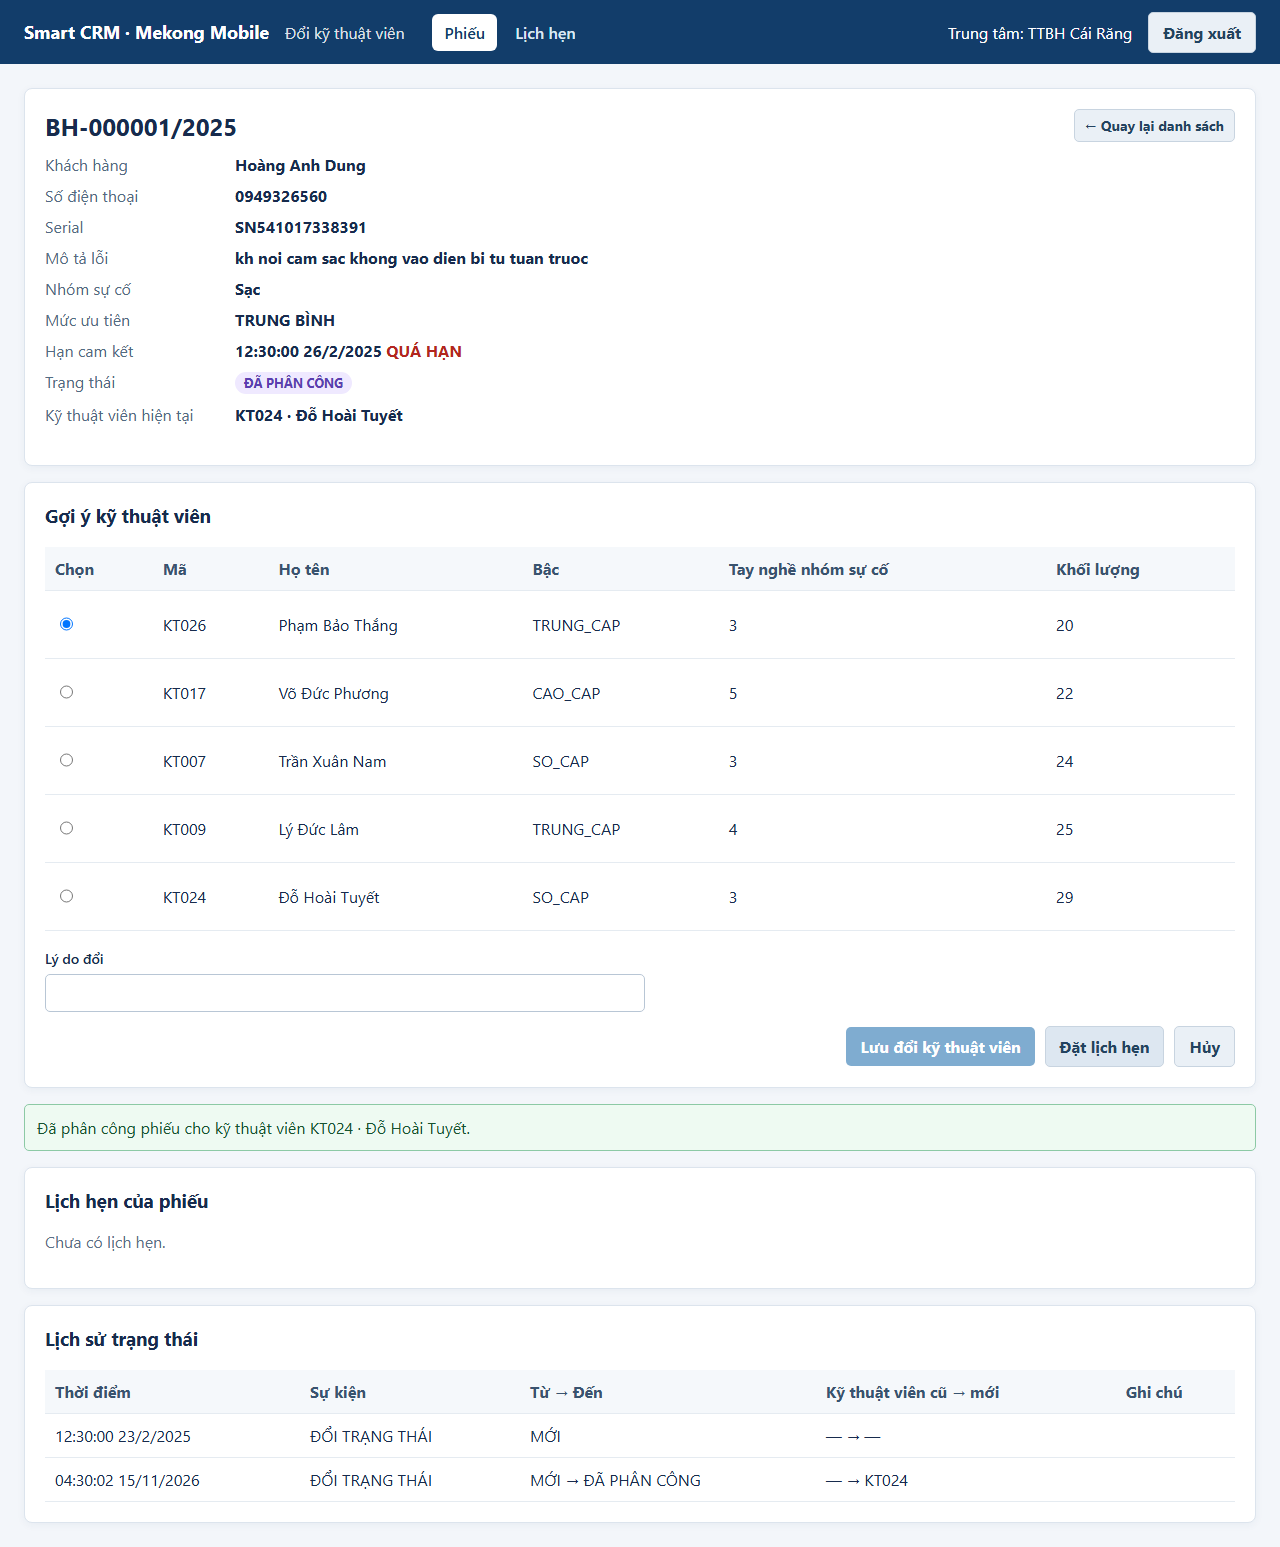 Smart CRM · Mekong Mobile Đổi kỹ thuật viên Phiếu Lịch hẹn Trung tâm: TTBH Cái Răng Đăng xuất
BH-000001/2025 ← Quay lại danh sách
Khách hàng Hoàng Anh Dung
Số điện thoại 0949326560
Serial SN541017338391
Mô tả lỗi kh noi cam sac khong vao dien bi tu tuan truoc
Nhóm sự cố Sạc
Mức ưu tiên TRUNG BÌNH
Hạn cam kết 12:30:00 26/2/2025 QUÁ HẠN
Trạng thái ĐÃ PHÂN CÔNG
Kỹ thuật viên hiện tại KT024 · Đỗ Hoài Tuyết
Gợi ý kỹ thuật viên
Chọn Mã Họ tên Bậc Tay nghề nhóm sự cố Khối lượng
KT026 Phạm Bảo Thắng TRUNG_CAP 3 20
KT017 Võ Đức Phương CAO_CAP 5 22
KT007 Trần Xuân Nam SO_CAP 3 24
KT009 Lý Đức Lâm TRUNG_CAP 4 25
KT024 Đỗ Hoài Tuyết SO_CAP 3 29
Lý do đổi
Lưu đổi kỹ thuật viên Đặt lịch hẹn Hủy
Đã phân công phiếu cho kỹ thuật viên KT024 · Đỗ Hoài Tuyết.
Lịch hẹn của phiếu
Chưa có lịch hẹn.
Lịch sử trạng thái
Thời điểm Sự kiện Từ → Đến Kỹ thuật viên cũ → mới Ghi chú
12:30:00 23/2/2025 ĐỔI TRẠNG THÁI MỚI — → —
04:30:02 15/11/2026 ĐỔI TRẠNG THÁI MỚI → ĐÃ PHÂN CÔNG — → KT024